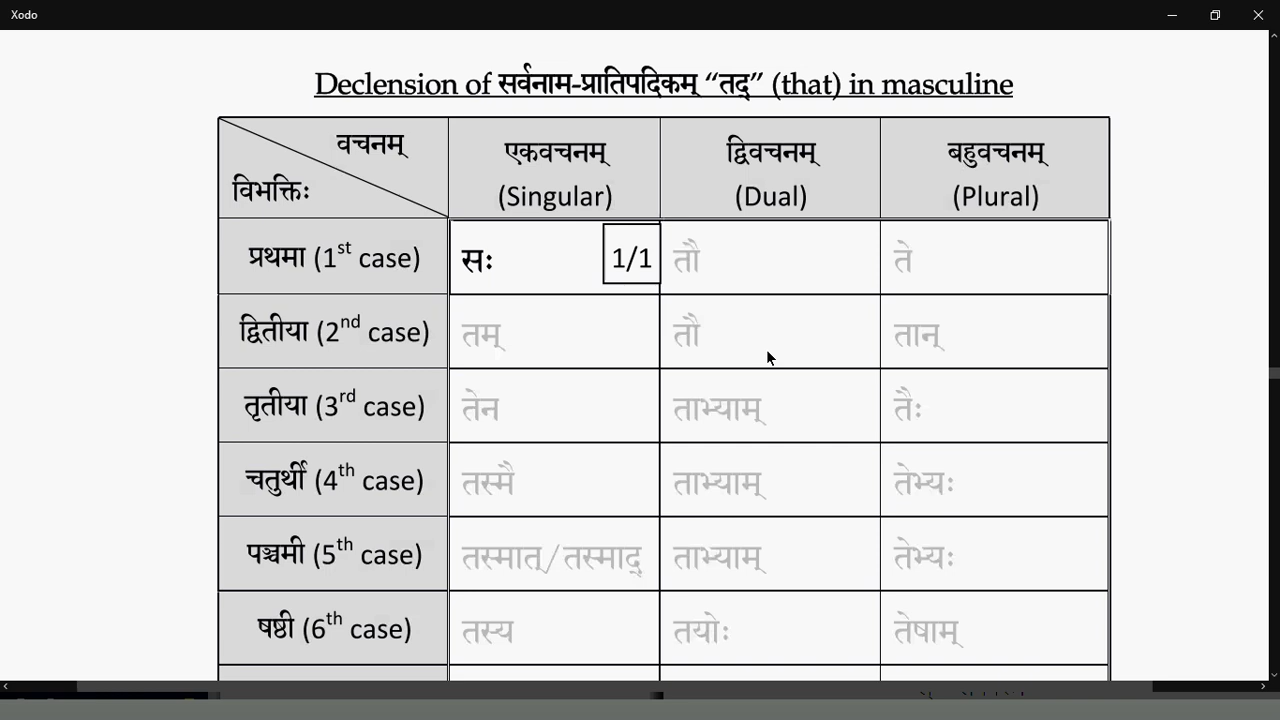 Xodo
Declension of सर्वनाम-प्रातिपदिकम् “तद्” (that) in masculine
वचनम्
विभक्तिः
एकवचनम् (Singular)
द्विवचनम् (Dual)
बहुवचनम् (Plural)
प्रथमा (1st case) सः 1/1 तौ ते
द्वितीया (2nd case) तम् तौ तान्
तृतीया (3rd case) तेन ताभ्याम् तैः
चतुर्थी (4th case) तस्मै ताभ्याम् तेभ्यः
पञ्चमी (5th case) तस्मात्/तस्माद् ताभ्याम् तेभ्यः
षष्ठी (6th case) तस्य तयोः तेषाम्